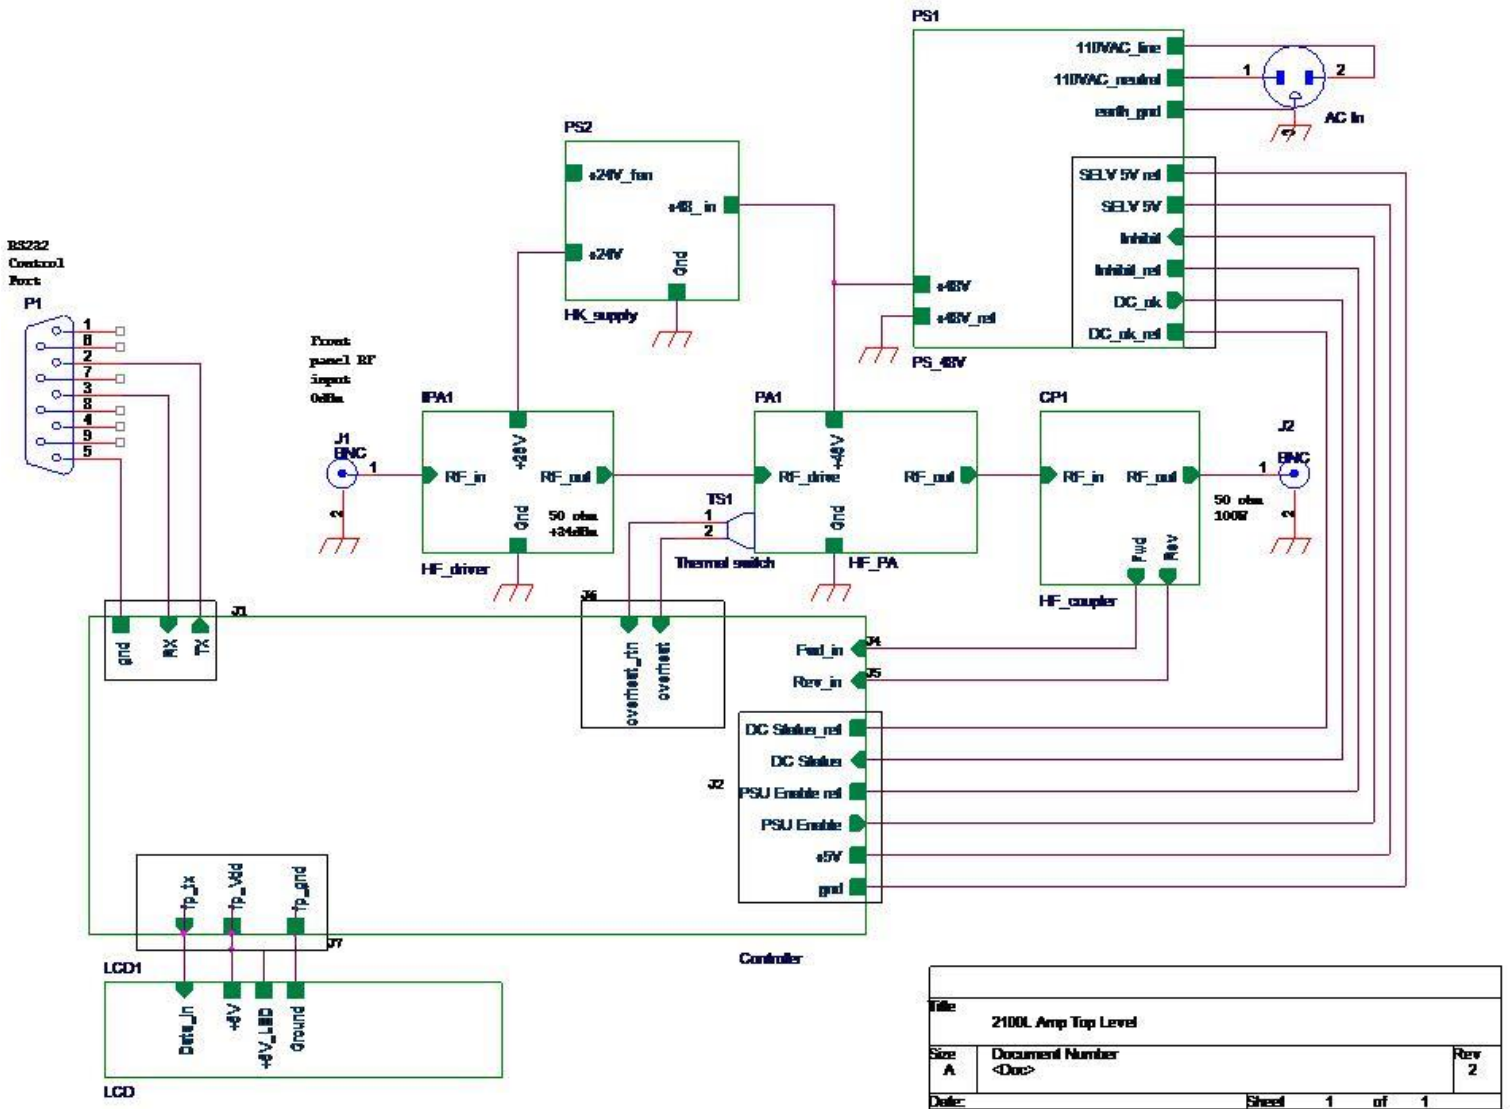 PS1
110VAC_line
110VAC_neutral
earth_gnd
1
2
3
AC In
SELV 5V ref
SELV 5V
Inhibit
Inhibit_ref
DC_ok
DC_ok_ref
+48V
+48V_ref
PS_48V
PS2
+24V_fan
+48_in
+24V
Gnd
HK_supply
RS232
Control
Port
P1
1
6
2
7
3
8
4
9
5
Front
panel RF
input
0dBm
J1
BNC
1
2
IPA1
+28V
RF_in
RF_out
Gnd
50 ohm
+34dBm
HF_driver
PA1
+48V
RF_drive
RF_out
Gnd
HF_PA
TS1
1
2
Thermal switch
CP1
RF_in
RF_out
Fwd
Rev
HF_coupler
J2
BNC
1
2
50 ohm
100W
J1
gnd
RX
TX
J6
overheat_rtn
overheat
Fwd_in
J4
Rev_in
J5
DC Status_ref
DC Status
J2
PSU Enable ref
PSU Enable
+5V
gnd
fp_tx
fp_Vdd
fp_gnd
J7
Controller
LCD1
Data_in
+5V
+5V_LED
Ground
LCD
Title
2100L Amp Top Level
Size
A
Document Number
<Doc>
Rev
2
Date:
Sheet 1 of 1